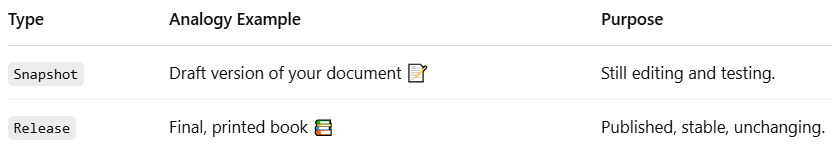 Type Analogy Example Purpose
Snapshot Draft version of your document 📝 Still editing and testing.
Release Final, printed book 📚 Published, stable, unchanging.